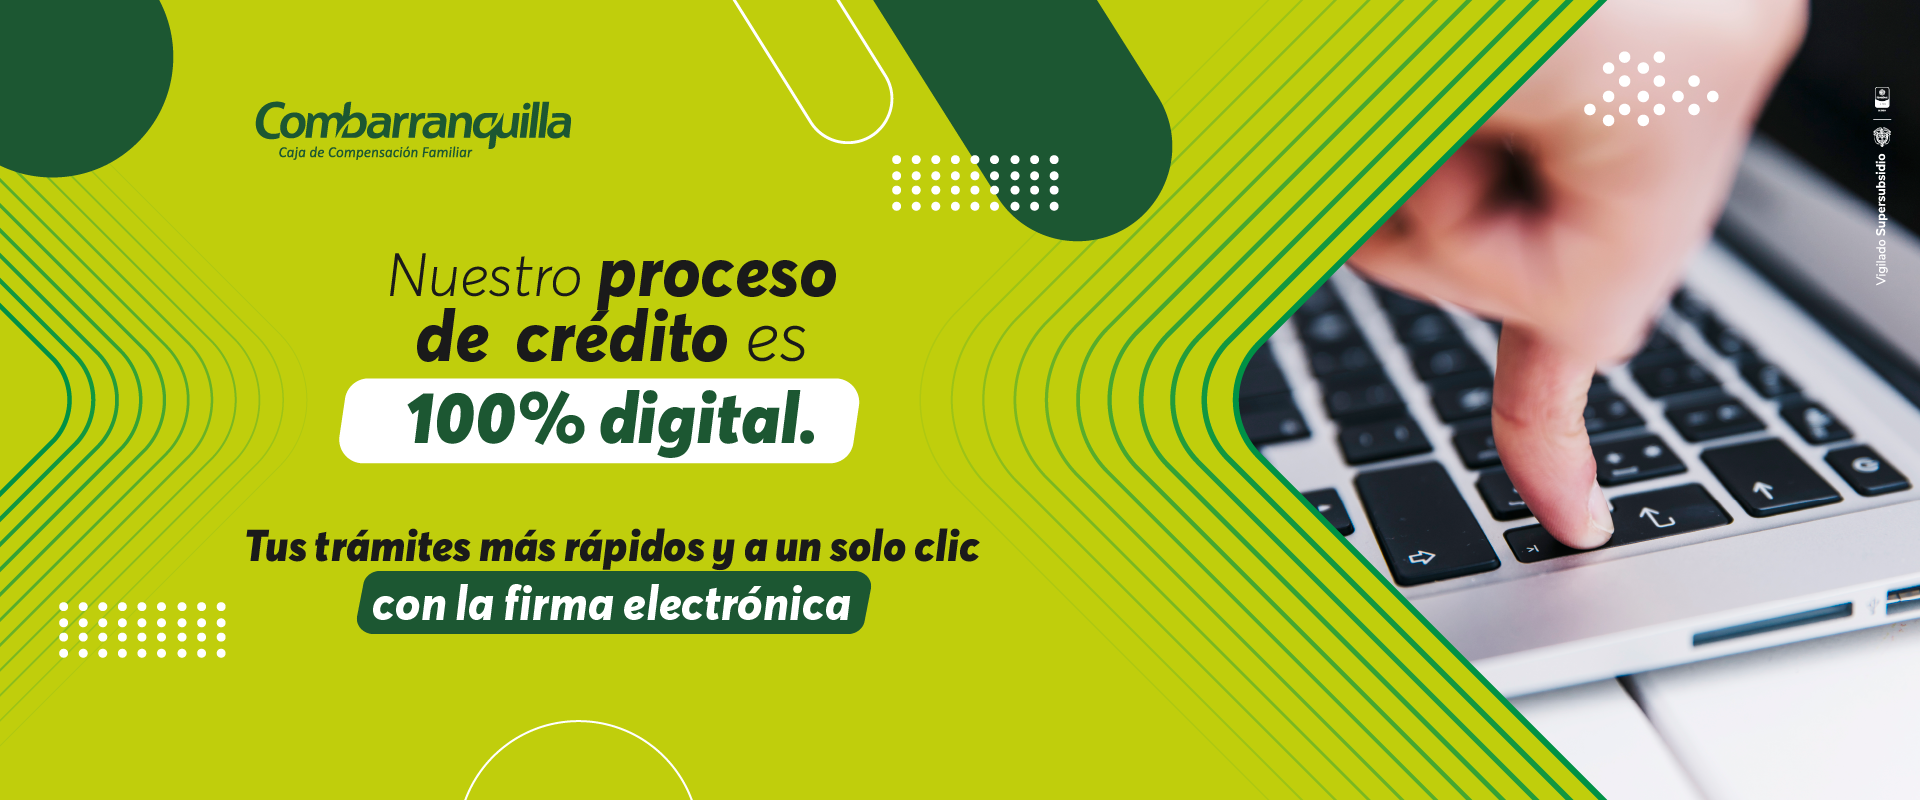 Combarranquilla
Caja de Compensación Familiar
Nuestro proceso
de crédito es
100% digital.
Tus trámites más rápidos y a un solo clic
con la firma electrónica
Vigilado Supersubsidio